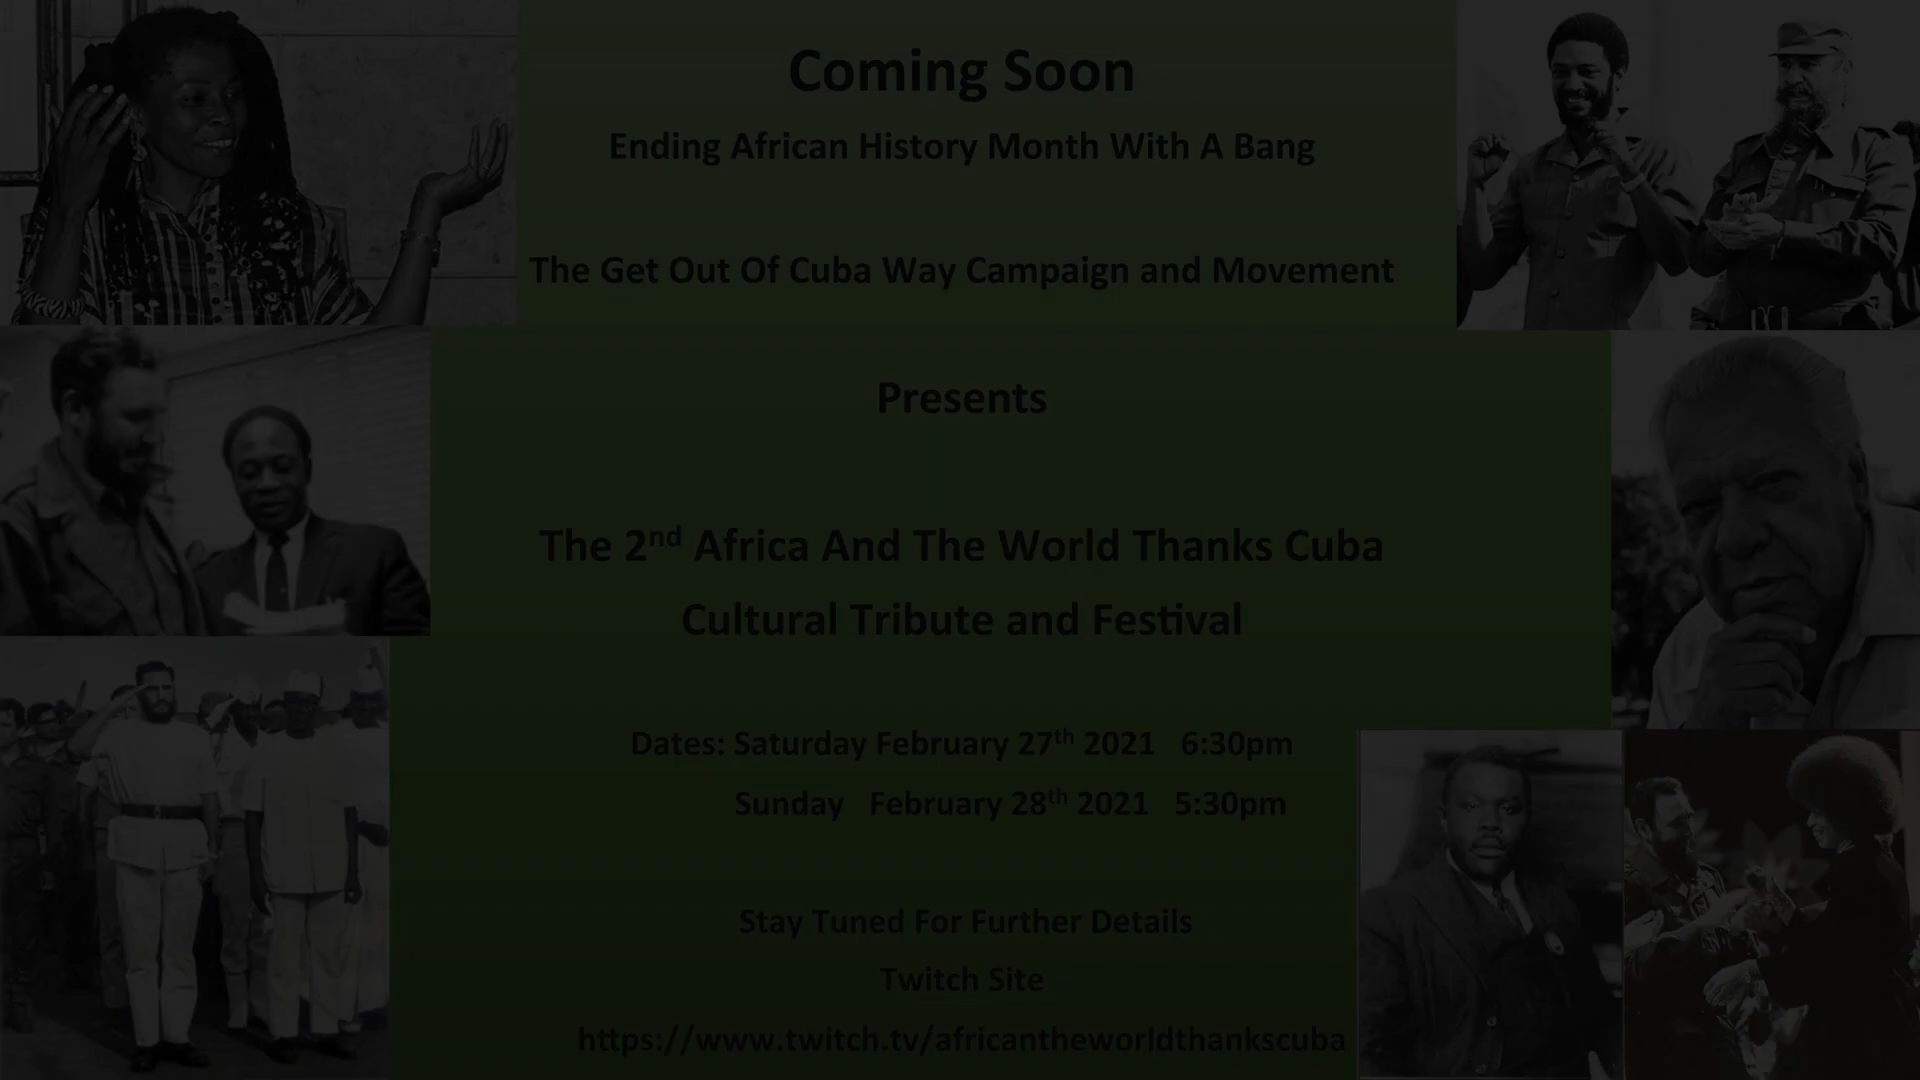 Coming Soon
Ending African History Month With A Bang
The Get Out Of Cuba Way Campaign and Movement
Presents
The 2nd Africa And The World Thanks Cuba
Cultural Tribute and Festival
Dates: Saturday February 27th 2021 6:30pm
Sunday February 28th 2021 5:30pm
Stay Tuned For Further Details
Twitch Site
https://www.twitch.tv/africantheworldthankscuba